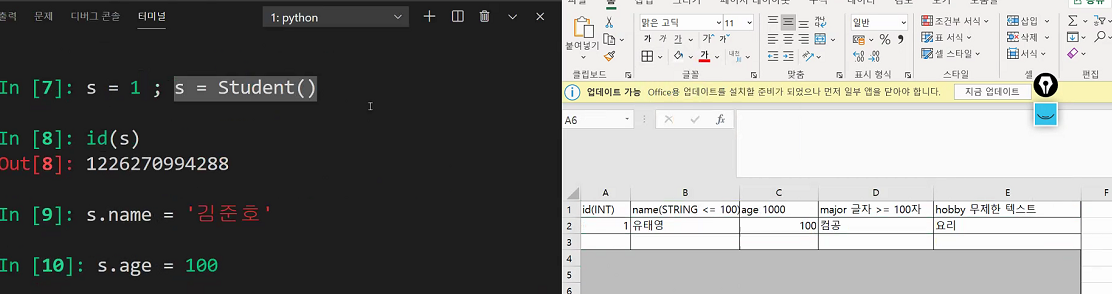 출력 문제 디버그 콘솔 터미널 1: python
In [7]: s = 1 ; s = Student()
In [8]: id(s)
Out[8]: 1226270994288
In [9]: s.name = '김준호'
In [10]: s.age = 100
맑은 고딕 11 일반 조건부 서식 삽입
붙여넣기 가 가 가 표 서식 삭제
가 가 셀 스타일 서식
클립보드 글꼴 맞춤 표시 형식 스타일 셀 편집
업데이트 가능 Office용 업데이트를 설치할 준비가 되었으나 먼저 일부 앱을 닫아야 합니다. 지금 업데이트
A6 fx
A B C D E F
1 id(INT) name(STRING <= 100) age 1000 major 글자 >= 100자 hobby 무제한 텍스트
2 1 유태영 100 컴공 요리
3
4
5
6